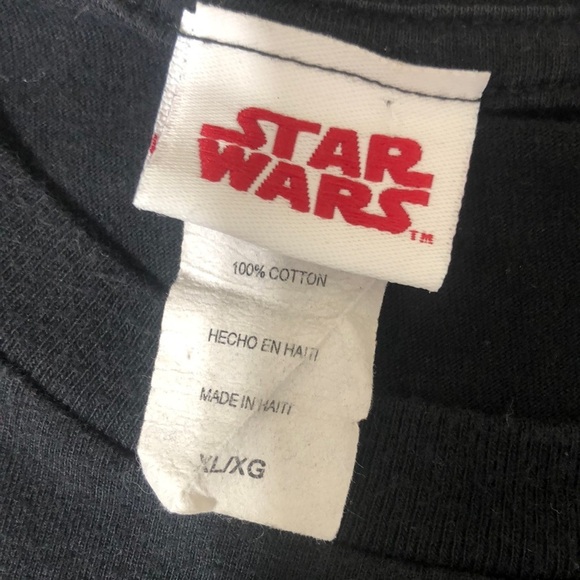 STAR
WARS
TM
100% COTTON
HECHO EN HAITI
MADE IN HAITI
XL/XG